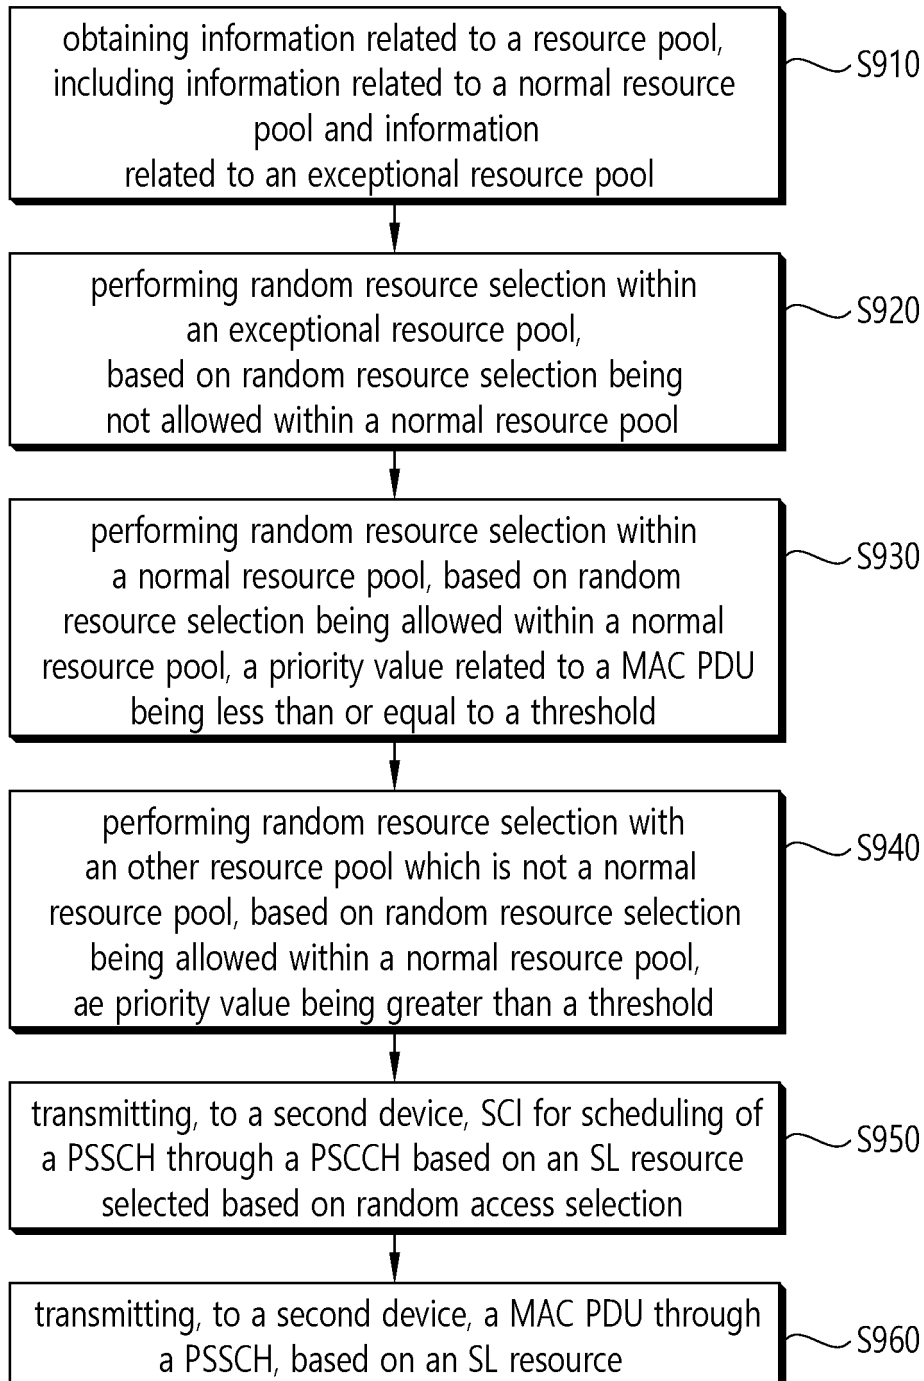 obtaining information related to a resource pool,
including information related to a normal resource
pool and information
related to an exceptional resource pool
S910
performing random resource selection within
an exceptional resource pool,
based on random resource selection being
not allowed within a normal resource pool
S920
performing random resource selection within
a normal resource pool, based on random
resource selection being allowed within a normal
resource pool, a priority value related to a MAC PDU
being less than or equal to a threshold
S930
performing random resource selection with
an other resource pool which is not a normal
resource pool, based on random resource selection
being allowed within a normal resource pool,
ae priority value being greater than a threshold
S940
transmitting, to a second device, SCI for scheduling of
a PSSCH through a PSCCH based on an SL resource
selected based on random access selection
S950
transmitting, to a second device, a MAC PDU through
a PSSCH, based on an SL resource
S960